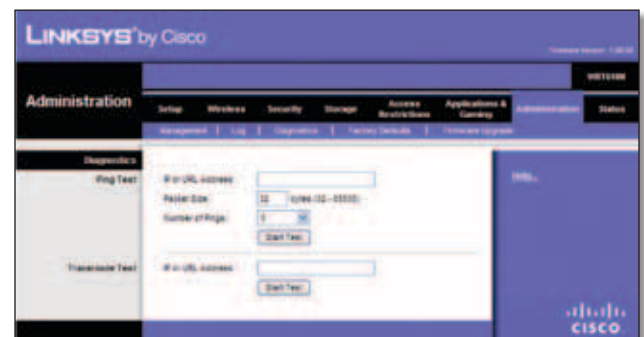 LINKSYS® by Cisco
Firmware Version:
Administration
Setup Wireless Security Storage Access Restrictions Applications & Gaming Administration Status
Management | Log | Diagnostics | Factory Defaults | Firmware Upgrade
Diagnostics
Ping Test
IP or URL Address:
Packet Size: 32 bytes (32 - 65500)
Number of Pings:
Start Test
Traceroute Test
IP or URL Address:
Start Test
Help...
CISCO